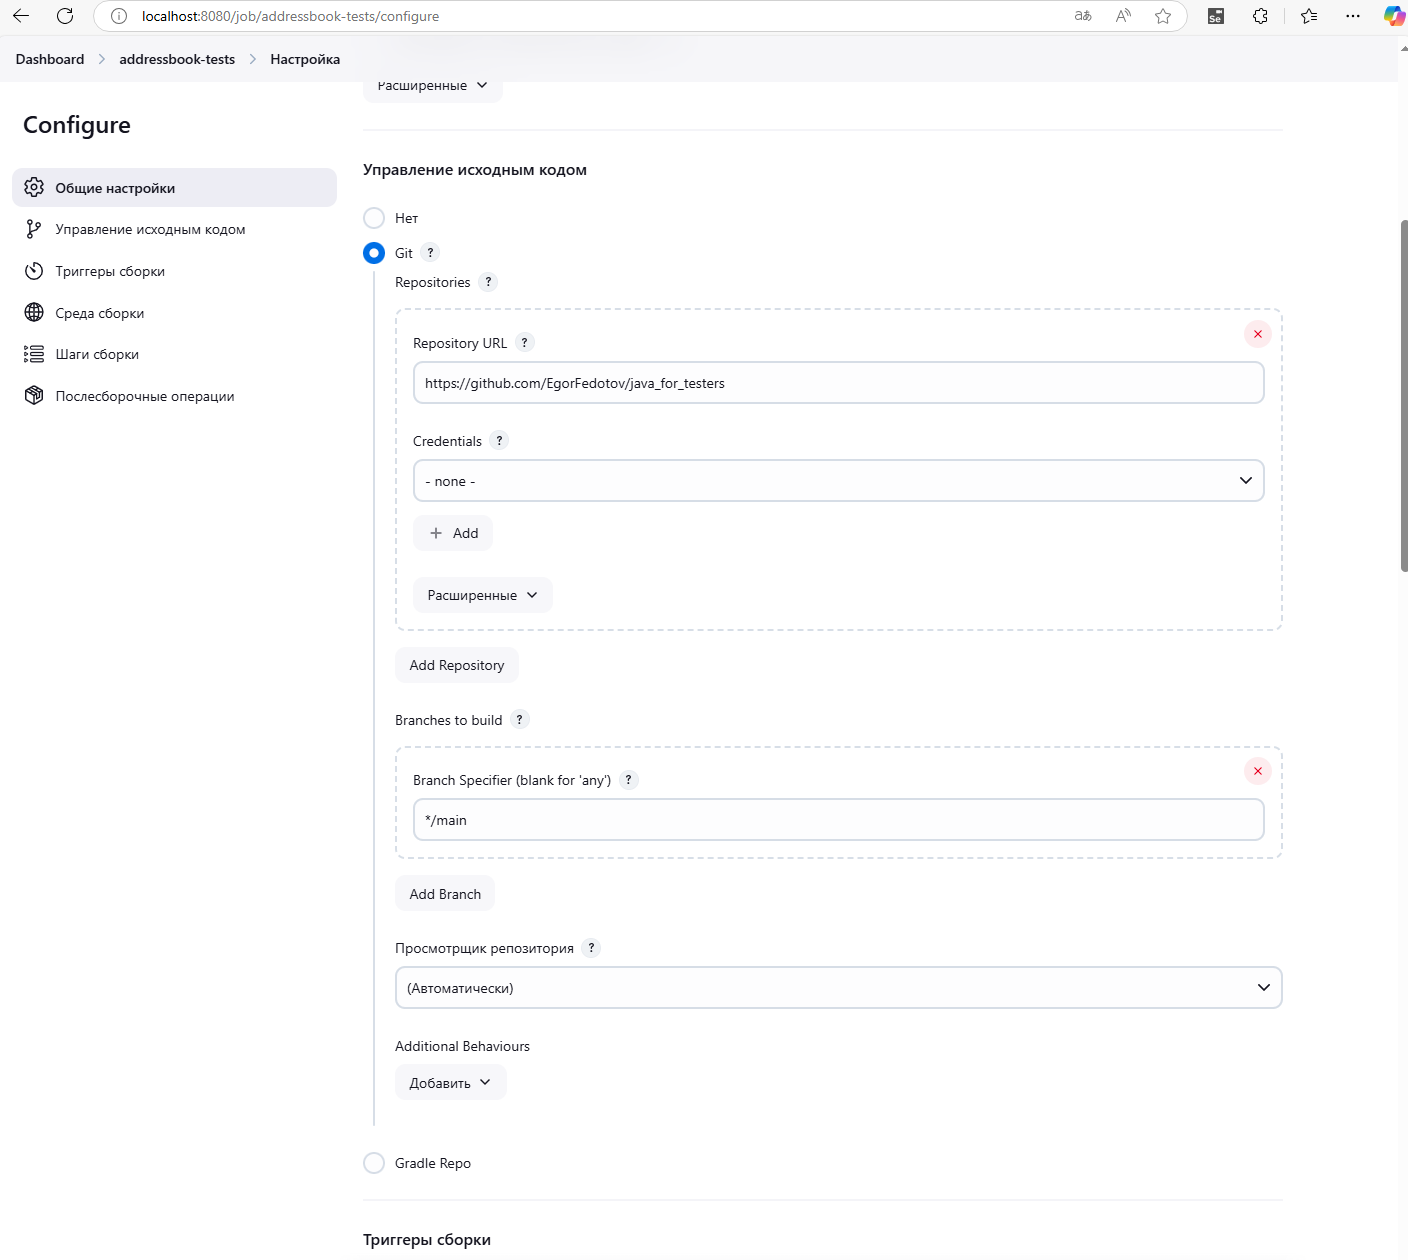 localhost:8080/job/addressbook-tests/configure
Dashboard > addressbook-tests > Настройка
Расширенные
Configure
Общие настройки
Управление исходным кодом
Триггеры сборки
Среда сборки
Шаги сборки
Послесборочные операции
Управление исходным кодом
Нет
Git ?
Repositories ?
Repository URL ?
https://github.com/EgorFedotov/java_for_testers
Credentials ?
- none -
+ Add
Расширенные
Add Repository
Branches to build ?
Branch Specifier (blank for 'any') ?
*/main
Add Branch
Просмотрщик репозитория ?
(Автоматически)
Additional Behaviours
Добавить
Gradle Repo
Триггеры сборки